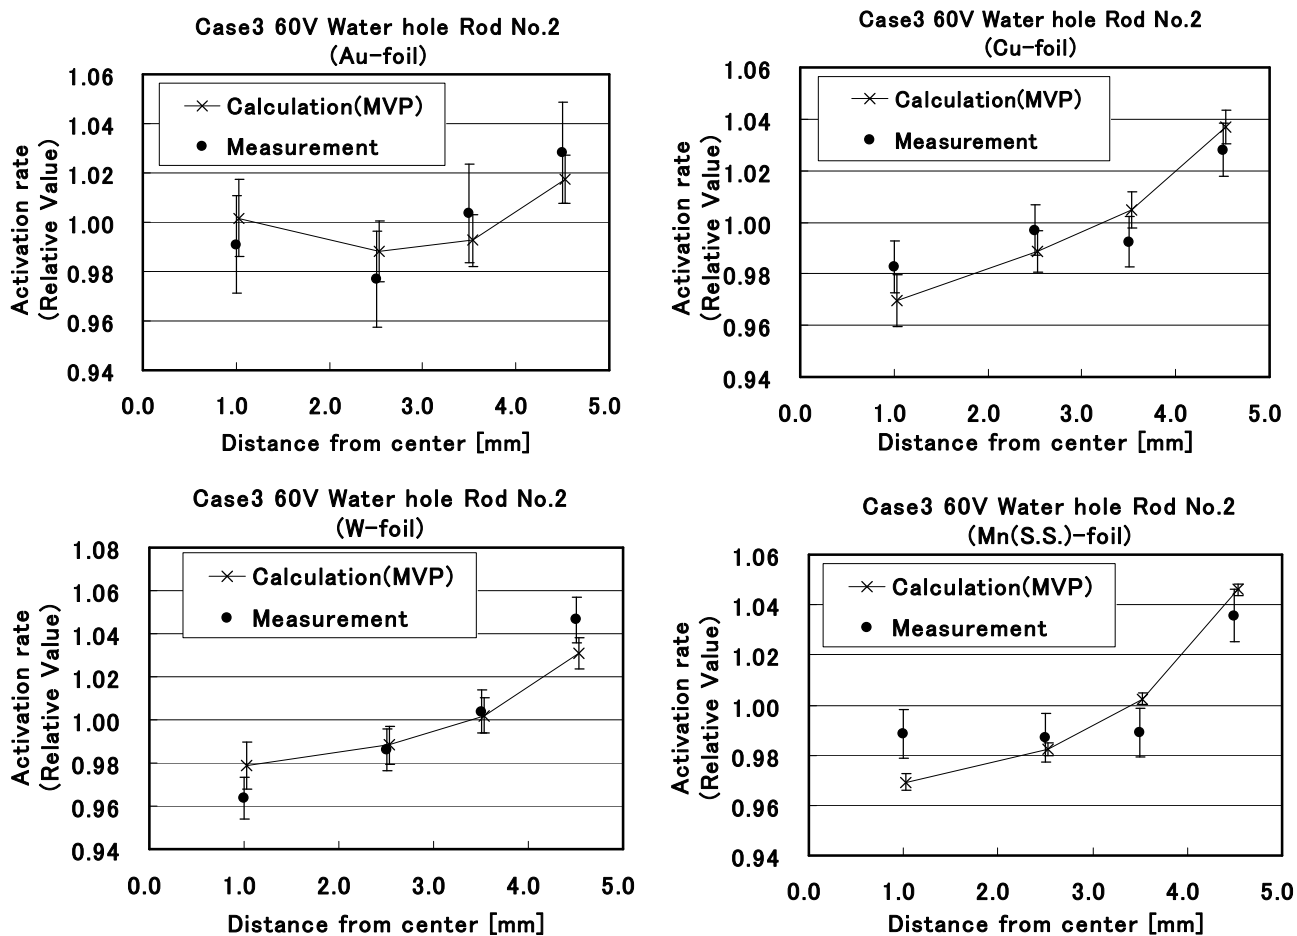 Case3 60V Water hole Rod No.2
(Au-foil)
1.06
1.04
1.02
1.00
0.98
0.96
0.94
Activation rate
(Relative Value)
Calculation(MVP)
Measurement
0.0 1.0 2.0 3.0 4.0 5.0
Distance from center [mm]
Case3 60V Water hole Rod No.2
(Cu-foil)
1.06
1.04
1.02
1.00
0.98
0.96
0.94
Activation rate
(Relative Value)
Calculation(MVP)
Measurement
0.0 1.0 2.0 3.0 4.0 5.0
Distance from center [mm]
Case3 60V Water hole Rod No.2
(W-foil)
1.08
1.06
1.04
1.02
1.00
0.98
0.96
0.94
Activation rate
(Relative Value)
Calculation(MVP)
Measurement
0.0 1.0 2.0 3.0 4.0 5.0
Distance from center [mm]
Case3 60V Water hole Rod No.2
(Mn(S.S.)-foil)
1.06
1.04
1.02
1.00
0.98
0.96
0.94
Activation rate
(Relative Value)
Calculation(MVP)
Measurement
0.0 1.0 2.0 3.0 4.0 5.0
Distance from center [mm]